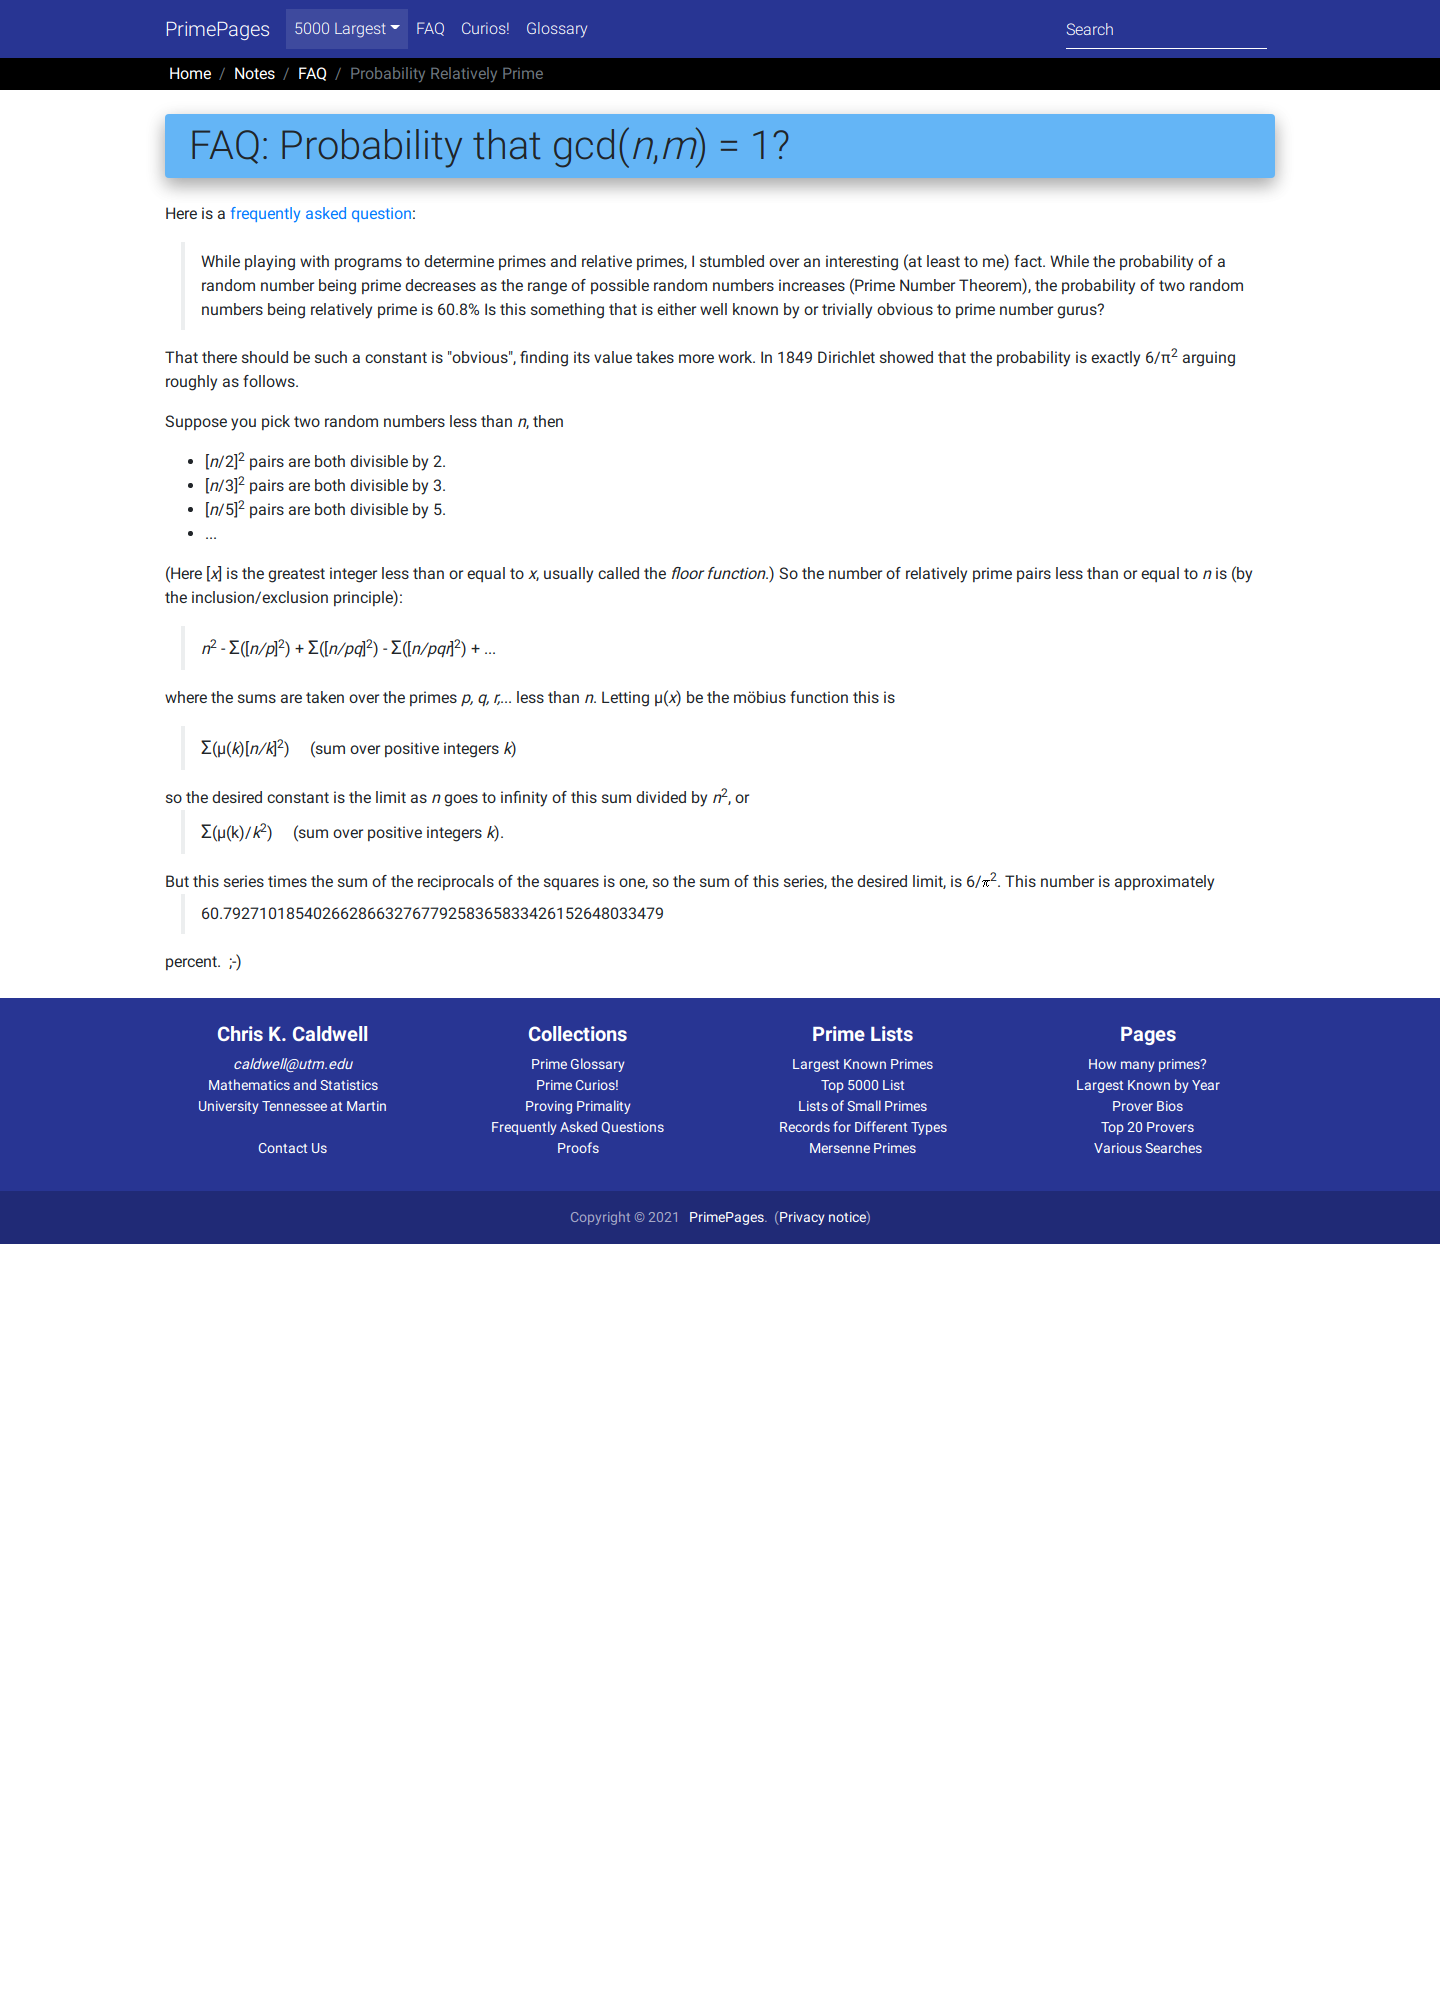 PrimePages 5000 Largest FAQ Curios! Glossary Search
Home / Notes / FAQ / Probability Relatively Prime
FAQ: Probability that gcd(n,m) = 1?
Here is a frequently asked question:
While playing with programs to determine primes and relative primes, I stumbled over an interesting (at least to me) fact. While the probability of a
random number being prime decreases as the range of possible random numbers increases (Prime Number Theorem), the probability of two random
numbers being relatively prime is 60.8% Is this something that is either well known by or trivially obvious to prime number gurus?
That there should be such a constant is "obvious", finding its value takes more work. In 1849 Dirichlet showed that the probability is exactly 6/π² arguing
roughly as follows.
Suppose you pick two random numbers less than n, then
• [n/2]² pairs are both divisible by 2.
• [n/3]² pairs are both divisible by 3.
• [n/5]² pairs are both divisible by 5.
• ...
(Here [x] is the greatest integer less than or equal to x, usually called the floor function.) So the number of relatively prime pairs less than or equal to n is (by
the inclusion/exclusion principle):
n² - Σ([n/p]²) + Σ([n/pq]²) - Σ([n/pqr]²) + ...
where the sums are taken over the primes p, q, r,... less than n. Letting μ(x) be the möbius function this is
Σ(μ(k)[n/k]²) (sum over positive integers k)
so the desired constant is the limit as n goes to infinity of this sum divided by n², or
Σ(μ(k)/k²) (sum over positive integers k).
But this series times the sum of the reciprocals of the squares is one, so the sum of this series, the desired limit, is 6/π². This number is approximately
60.7927101854026628663276779258365833426152648033479
percent. ;-)
Chris K. Caldwell
caldwell@utm.edu
Mathematics and Statistics
University Tennessee at Martin
Contact Us
Collections
Prime Glossary
Prime Curios!
Proving Primality
Frequently Asked Questions
Proofs
Prime Lists
Largest Known Primes
Top 5000 List
Lists of Small Primes
Records for Different Types
Mersenne Primes
Pages
How many primes?
Largest Known by Year
Prover Bios
Top 20 Provers
Various Searches
Copyright © 2021 PrimePages. (Privacy notice)